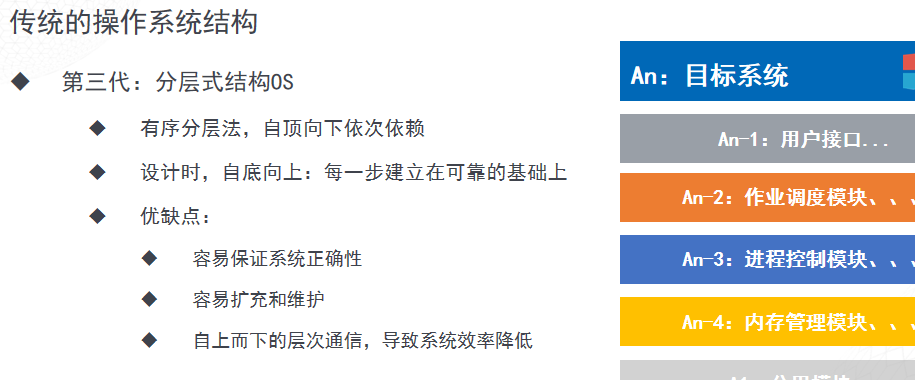 传统的操作系统结构
第三代：分层式结构OS
有序分层法，自顶向下依次依赖
设计时，自底向上：每一步建立在可靠的基础上
优缺点：
容易保证系统正确性
容易扩充和维护
自上而下的层次通信，导致系统效率降低
An：目标系统
An-1：用户接口...
An-2：作业调度模块、、、
An-3：进程控制模块、、、
An-4：内存管理模块、、、